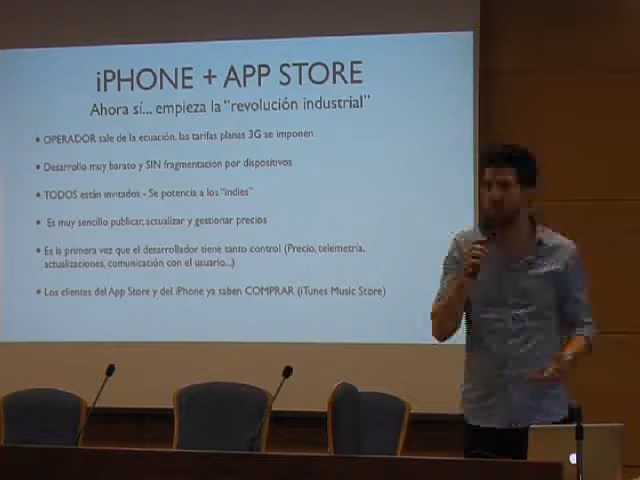 iPHONE + APP STORE
Ahora sí... empieza la "revolución industrial"
• OPERADOR sale de la ecuación, las tarifas planas 3G se imponen
• Desarrollo muy barato y SIN fragmentación por dispositivos
• TODOS están invitados - Se potencia a los "indies"
• Es muy sencillo publicar, actualizar y gestionar precios
• Es la primera vez que el desarrollador tiene tanto control (Precio, telemetría,
actualizaciones, comunicación con el usuario...)
• Los clientes del App Store y del iPhone ya saben COMPRAR (iTunes Music Store)